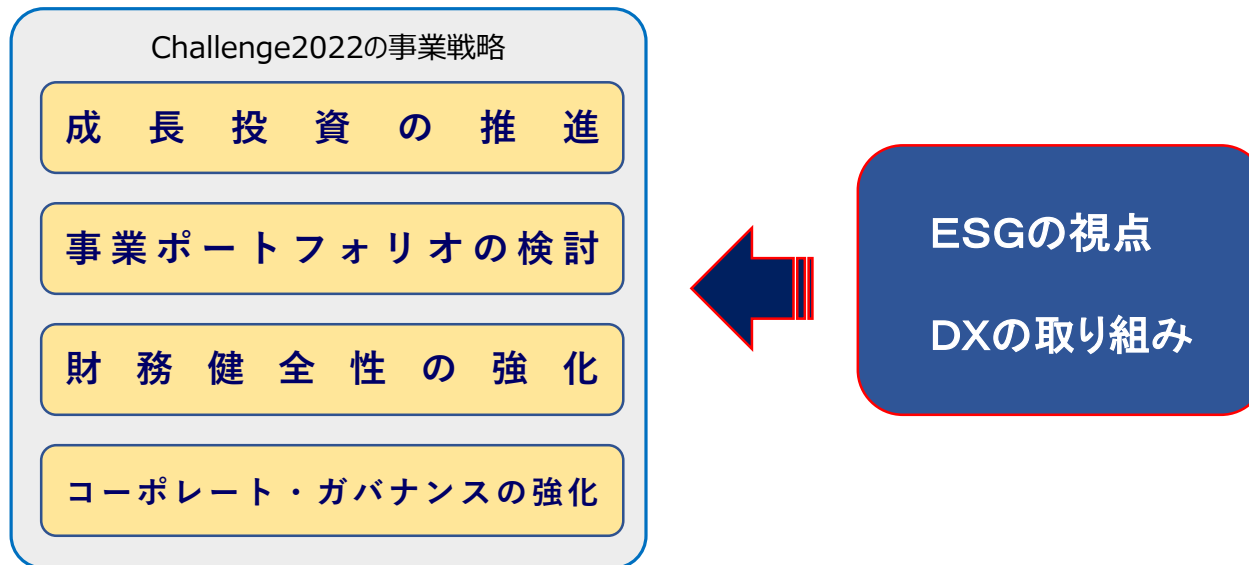 Challenge2022の事業戦略
成長投資の推進
事業ポートフォリオの検討
財務健全性の強化
コーポレート・ガバナンスの強化
ESGの視点
DXの取り組み